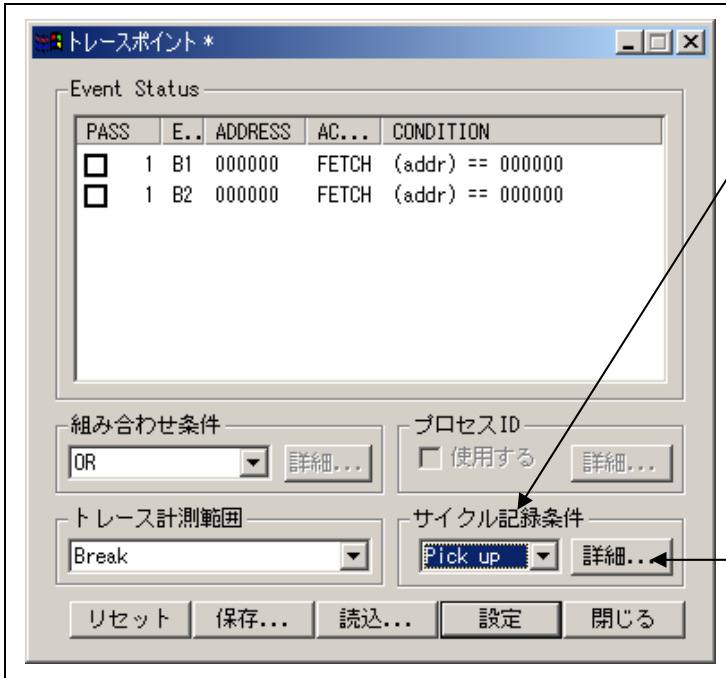 トレースポイント *
Event Status
PASS E.. ADDRESS AC... CONDITION
1 B1 000000 FETCH (addr) == 000000
1 B2 000000 FETCH (addr) == 000000
組み合わせ条件
OR 詳細...
プロセスID
使用する 詳細...
トレース計測範囲
Break
サイクル記録条件
Pick up 詳細...
リセット 保存... 読込... 設定 閉じる